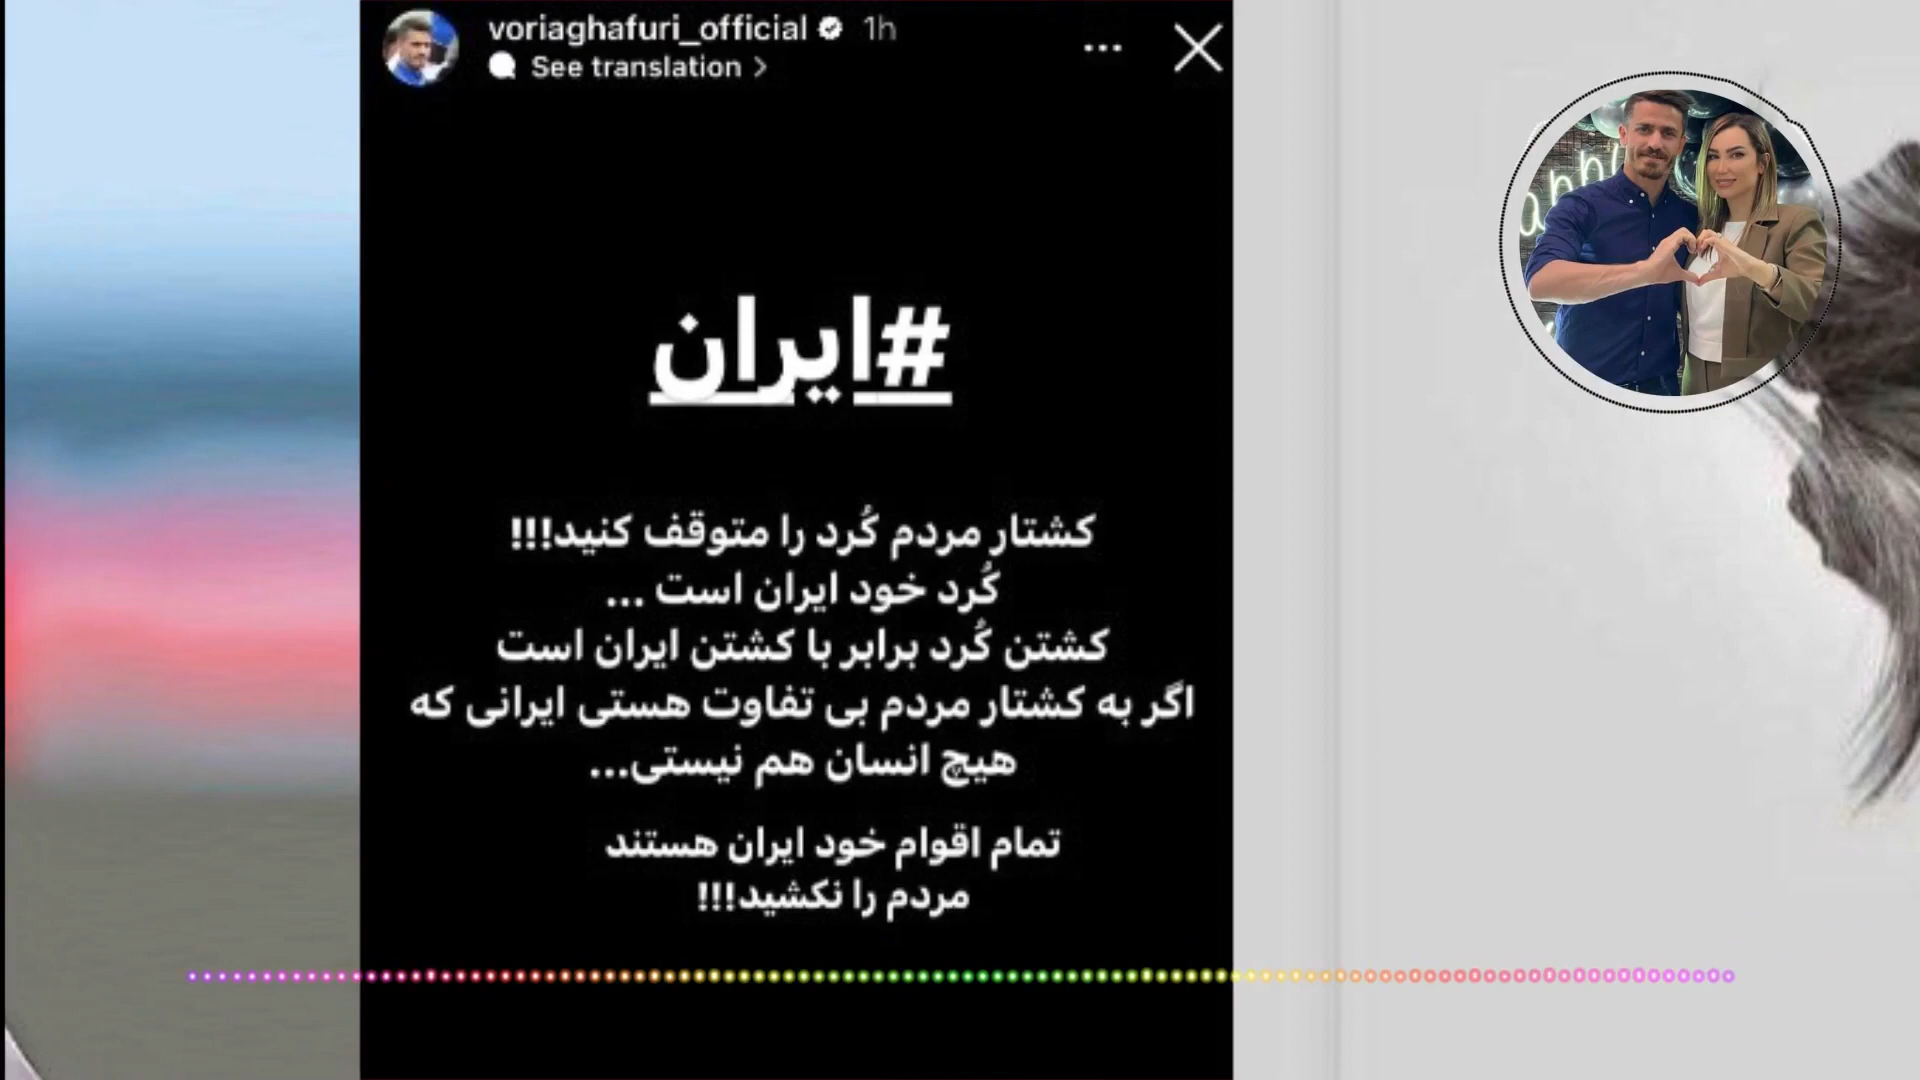 voriaghafuri_official 1h
See translation >
#ایران
کشتار مردم کُرد را متوقف کنید!!!
کُرد خود ایران است ...
کشتن کُرد برابر با کشتن ایران است
اگر به کشتار مردم بی تفاوت هستی ایرانی که
هیچ انسان هم نیستی...
تمام اقوام خود ایران هستند
مردم را نکشید!!!